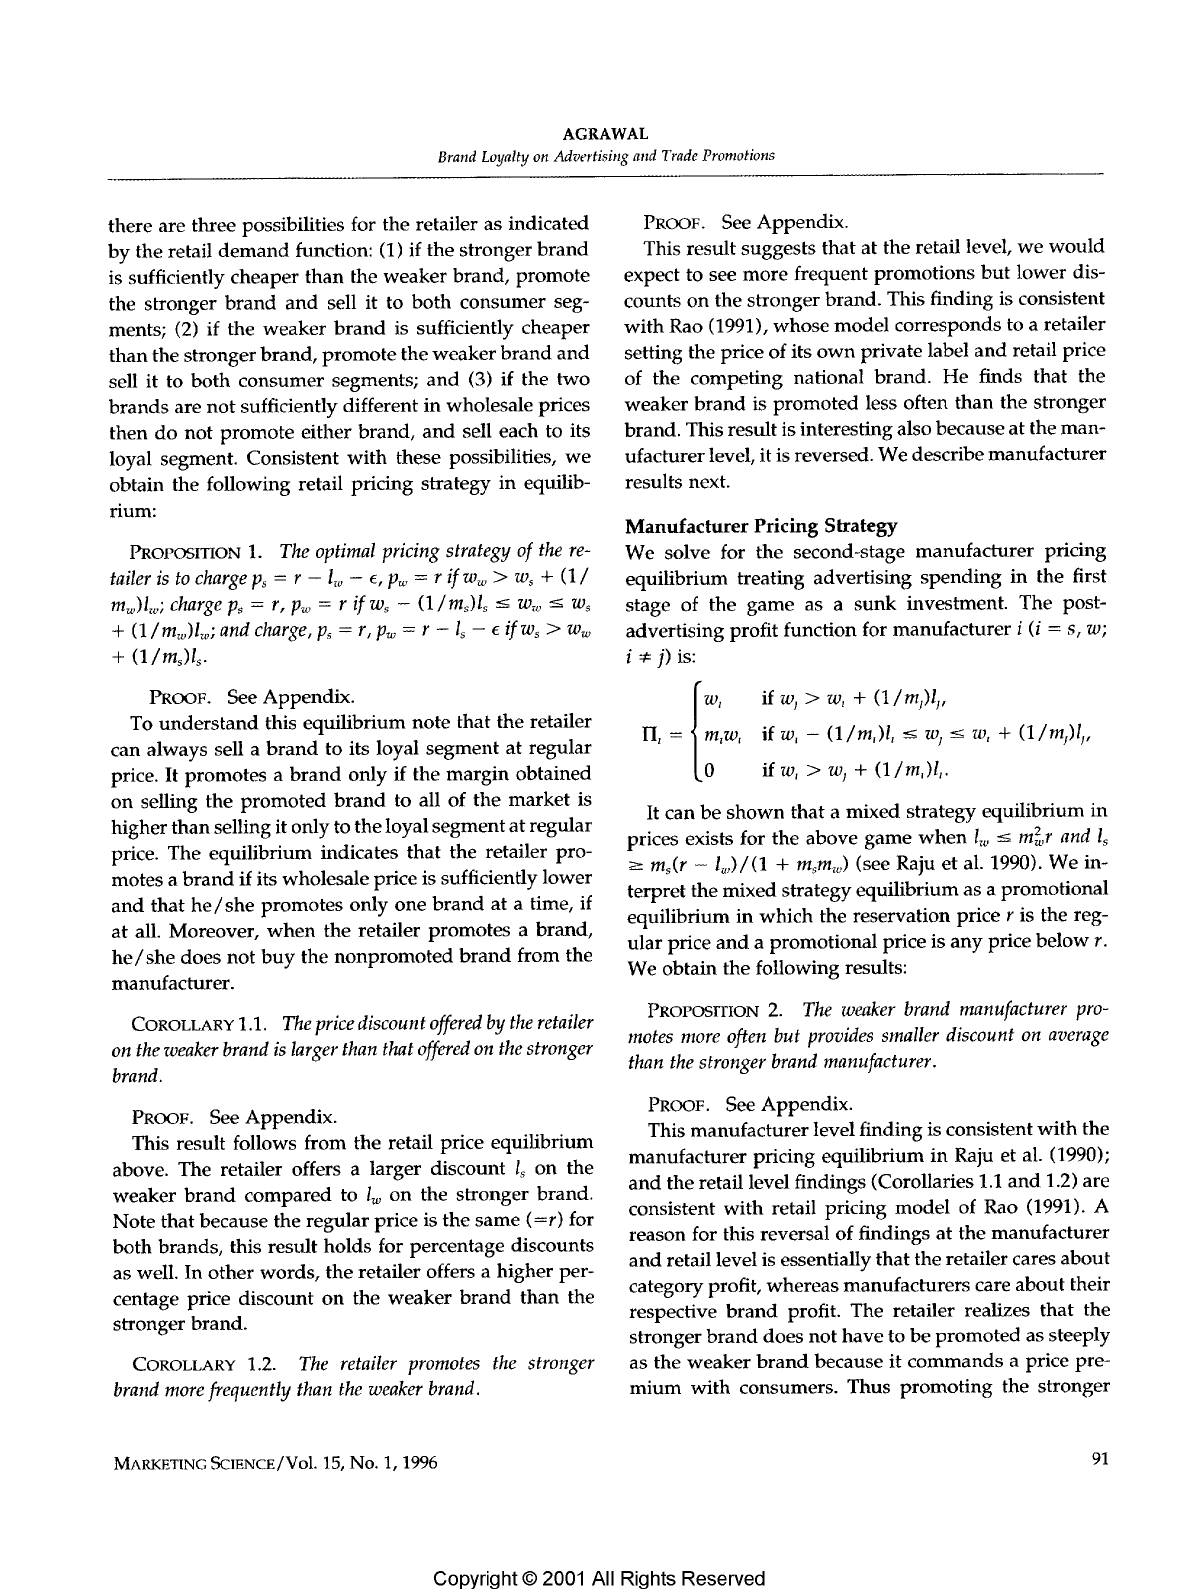 AGRAWAL
Brand Loyalty on Advertising and Trade Promotions
there are three possibilities for the retailer as indicated
by the retail demand function: (1) if the stronger brand
is sufficiently cheaper than the weaker brand, promote
the stronger brand and sell it to both consumer seg-
ments; (2) if the weaker brand is sufficiently cheaper
than the stronger brand, promote the weaker brand and
sell it to both consumer segments; and (3) if the two
brands are not sufficiently different in wholesale prices
then do not promote either brand, and sell each to its
loyal segment. Consistent with these possibilities, we
obtain the following retail pricing strategy in equilib-
rium:
PROPOSITION 1. The optimal pricing strategy of the re-
tailer is to charge pₛ = r − l_w − ϵ, p_w = r if w_w > wₛ + (1/
m_w)l_w; charge pₛ = r, p_w = r if wₛ − (1/mₛ)lₛ ≤ w_w ≤ wₛ
+ (1/m_w)l_w; and charge, pₛ = r, p_w = r − lₛ − ϵ if wₛ > w_w
+ (1/mₛ)lₛ.
PROOF. See Appendix.
To understand this equilibrium note that the retailer
can always sell a brand to its loyal segment at regular
price. It promotes a brand only if the margin obtained
on selling the promoted brand to all of the market is
higher than selling it only to the loyal segment at regular
price. The equilibrium indicates that the retailer pro-
motes a brand if its wholesale price is sufficiently lower
and that he/she promotes only one brand at a time, if
at all. Moreover, when the retailer promotes a brand,
he/she does not buy the nonpromoted brand from the
manufacturer.
COROLLARY 1.1. The price discount offered by the retailer
on the weaker brand is larger than that offered on the stronger
brand.
PROOF. See Appendix.
This result follows from the retail price equilibrium
above. The retailer offers a larger discount lₛ on the
weaker brand compared to l_w on the stronger brand.
Note that because the regular price is the same (=r) for
both brands, this result holds for percentage discounts
as well. In other words, the retailer offers a higher per-
centage price discount on the weaker brand than the
stronger brand.
COROLLARY 1.2. The retailer promotes the stronger
brand more frequently than the weaker brand.
PROOF. See Appendix.
This result suggests that at the retail level, we would
expect to see more frequent promotions but lower dis-
counts on the stronger brand. This finding is consistent
with Rao (1991), whose model corresponds to a retailer
setting the price of its own private label and retail price
of the competing national brand. He finds that the
weaker brand is promoted less often than the stronger
brand. This result is interesting also because at the man-
ufacturer level, it is reversed. We describe manufacturer
results next.
Manufacturer Pricing Strategy
We solve for the second-stage manufacturer pricing
equilibrium treating advertising spending in the first
stage of the game as a sunk investment. The post-
advertising profit function for manufacturer i (i = s, w;
i ≠ j) is:
wᵢ if wⱼ > wᵢ + (1/mⱼ)lⱼ,
Πᵢ = { mᵢwᵢ if wᵢ − (1/mᵢ)lᵢ ≤ wⱼ ≤ wᵢ + (1/mⱼ)lⱼ,
0 if wᵢ > wⱼ + (1/mᵢ)lᵢ.
It can be shown that a mixed strategy equilibrium in
prices exists for the above game when l_w ≤ m²_w r and lₛ
≥ mₛ(r − l_w)/(1 + mₛm_w) (see Raju et al. 1990). We in-
terpret the mixed strategy equilibrium as a promotional
equilibrium in which the reservation price r is the reg-
ular price and a promotional price is any price below r.
We obtain the following results:
PROPOSITION 2. The weaker brand manufacturer pro-
motes more often but provides smaller discount on average
than the stronger brand manufacturer.
PROOF. See Appendix.
This manufacturer level finding is consistent with the
manufacturer pricing equilibrium in Raju et al. (1990);
and the retail level findings (Corollaries 1.1 and 1.2) are
consistent with retail pricing model of Rao (1991). A
reason for this reversal of findings at the manufacturer
and retail level is essentially that the retailer cares about
category profit, whereas manufacturers care about their
respective brand profit. The retailer realizes that the
stronger brand does not have to be promoted as steeply
as the weaker brand because it commands a price pre-
mium with consumers. Thus promoting the stronger
MARKETING SCIENCE/Vol. 15, No. 1, 1996
91
Copyright © 2001 All Rights Reserved